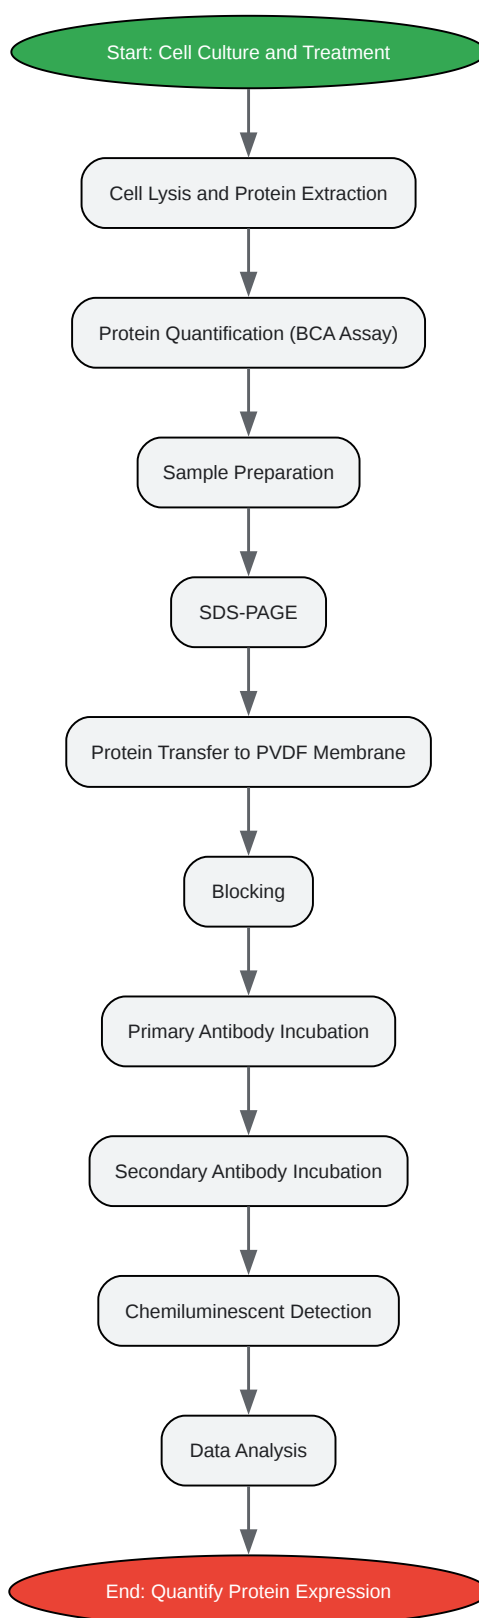 Start: Cell Culture and Treatment
Cell Lysis and Protein Extraction
Protein Quantification (BCA Assay)
Sample Preparation
SDS-PAGE
Protein Transfer to PVDF Membrane
Blocking
Primary Antibody Incubation
Secondary Antibody Incubation
Chemiluminescent Detection
Data Analysis
End: Quantify Protein Expression